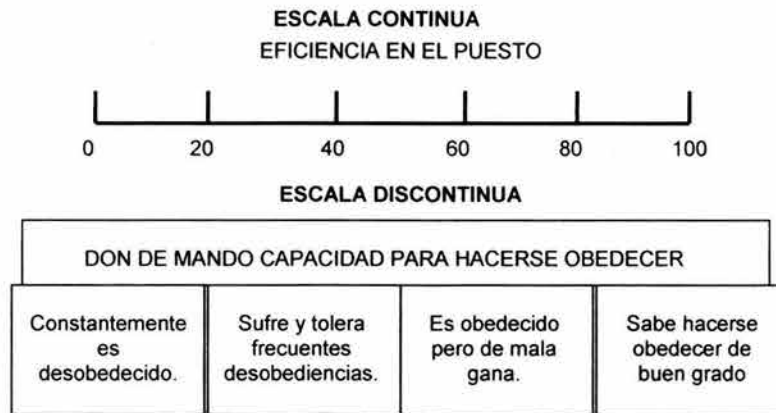 ESCALA CONTINUA
EFICIENCIA EN EL PUESTO
0 20 40 60 80 100
ESCALA DISCONTINUA
DON DE MANDO CAPACIDAD PARA HACERSE OBEDECER
Constantemente
es
desobedecido.
Sufre y tolera
frecuentes
desobediencias.
Es obedecido
pero de mala
gana.
Sabe hacerse
obedecer de
buen grado